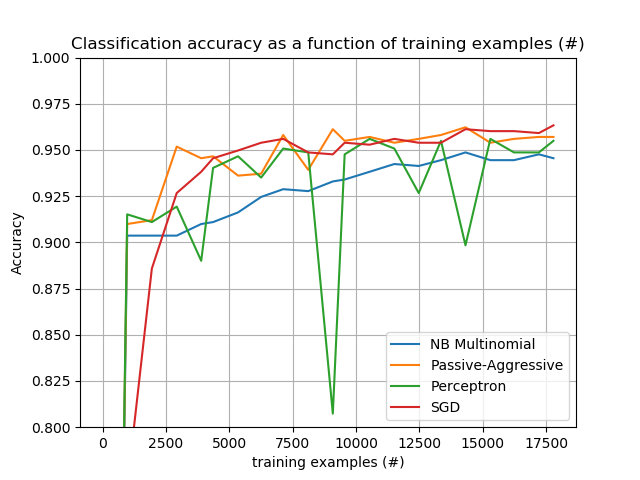 Classification accuracy as a function of training examples (#)
1.000
0.975
0.950
0.925
0.900
0.875
0.850
0.825
0.800
Accuracy
NB Multinomial
Passive-Aggressive
Perceptron
SGD
0 2500 5000 7500 10000 12500 15000 17500
training examples (#)